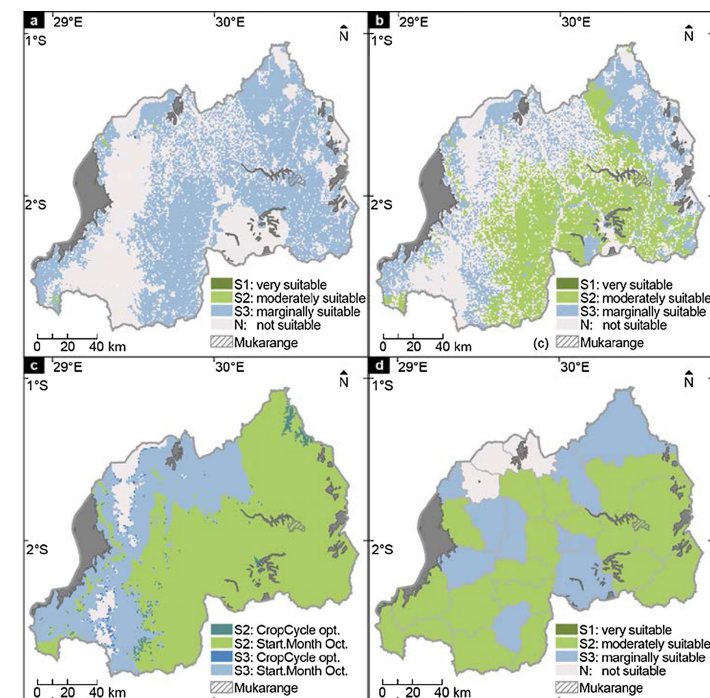 a 29°E 30°E N
1°S
2°S
S1: very suitable
S2: moderately suitable
S3: marginally suitable
N: not suitable
Mukarange
0 20 40 km
b 30°E N
1°S
2°S
S1: very suitable
S2: moderately suitable
S3: marginally suitable
N: not suitable
(c) Mukarange
0 20 40 km
c 29°E 30°E N
1°S
2°S
S2: CropCycle opt.
S2: Start.Month Oct.
S3: CropCycle opt.
S3: Start.Month Oct.
Mukarange
0 20 40 km
d 29°E 30°E N
1°S
2°S
S1: very suitable
S2: moderately suitable
S3: marginally suitable
N: not suitable
Mukarange
0 20 40 km